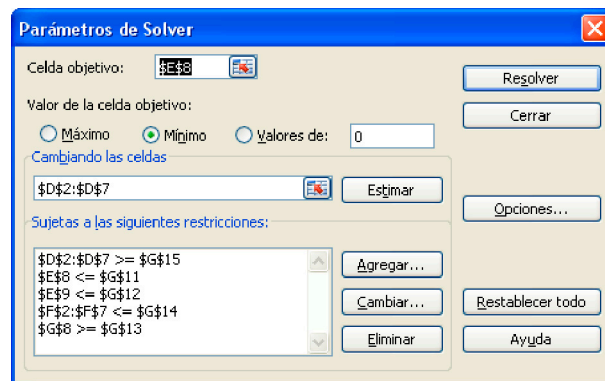 Parámetros de Solver
Celda objetivo: $E$8
Resolver
Valor de la celda objetivo:
Cerrar
Máximo Mínimo Valores de: 0
Cambiando las celdas
$D$2:$D$7 Estimar
Opciones...
Sujetas a las siguientes restricciones:
$D$2:$D$7 >= $G$15
$E$8 <= $G$11
$E$9 <= $G$12
$F$2:$F$7 <= $G$14
$G$8 >= $G$13
Agregar...
Cambiar...
Restablecer todo
Eliminar
Ayuda